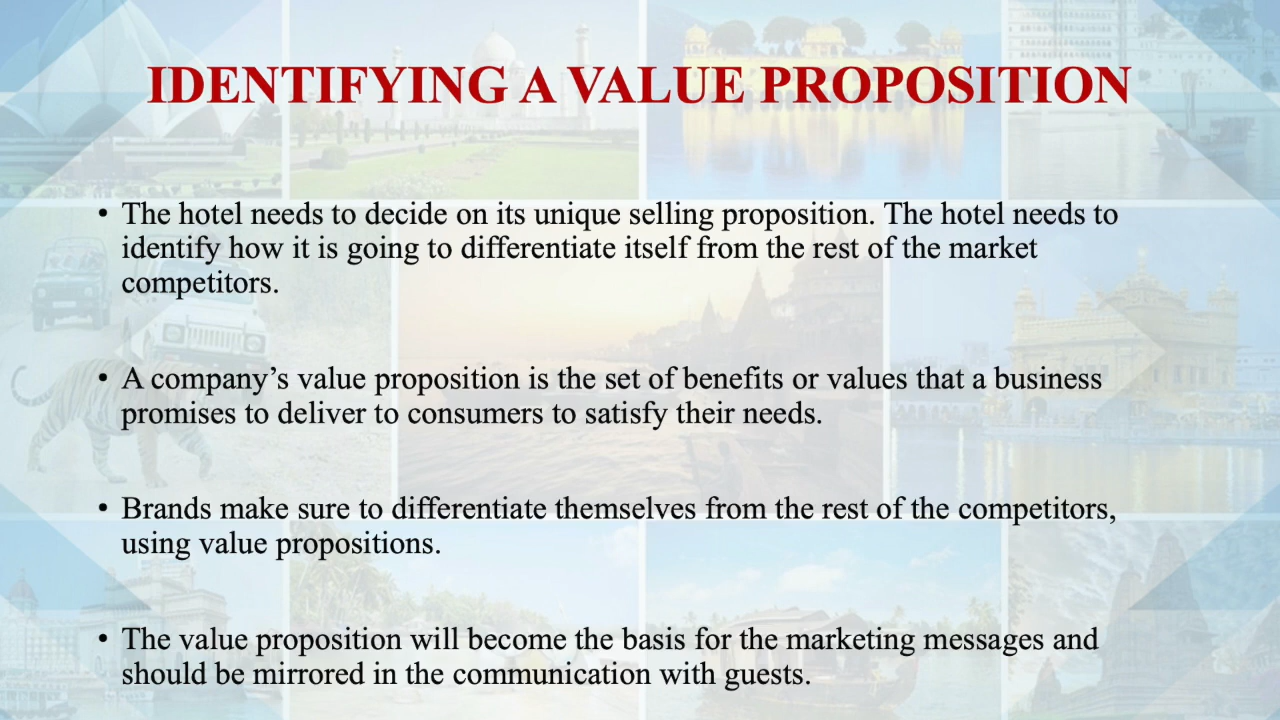 IDENTIFYING A VALUE PROPOSITION
• The hotel needs to decide on its unique selling proposition. The hotel needs to
identify how it is going to differentiate itself from the rest of the market
competitors.
• A company’s value proposition is the set of benefits or values that a business
promises to deliver to consumers to satisfy their needs.
• Brands make sure to differentiate themselves from the rest of the competitors,
using value propositions.
• The value proposition will become the basis for the marketing messages and
should be mirrored in the communication with guests.